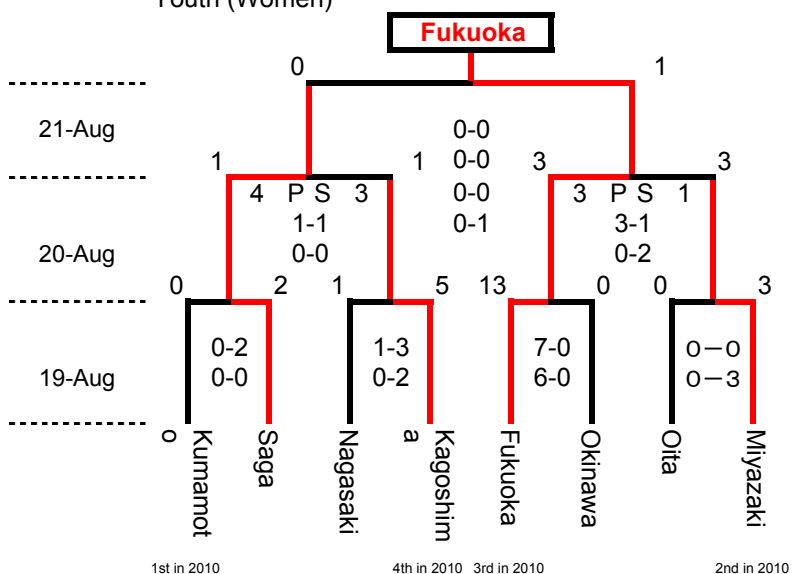 Youth (Women)
Fukuoka
0 1
21-Aug
0-0
0-0
0-0
0-1
1 1 3 3
4 P S 3
3 P S 1
1-1
0-0
3-1
0-2
20-Aug
0 2 1 5 13 0 0 3
0-2
0-0
1-3
0-2
7-0
6-0
0－0
0－3
19-Aug
Kumamot
o
Saga
Nagasaki
Kagoshim
a
Fukuoka
Okinawa
Oita
Miyazaki
1st in 2010 4th in 2010 3rd in 2010 2nd in 2010